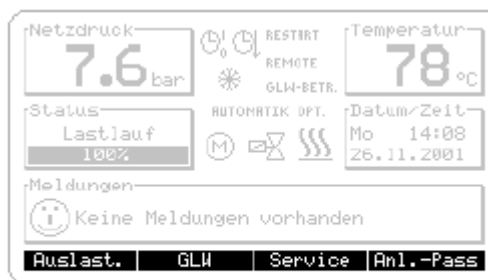 Netzdruck
7.6 bar
RESTART
REMOTE
GLW-BETR.
Temperatur
78 °C
Status
Lastlauf
100%
AUTOMATIK OPT.
M
Datum/Zeit
Mo 14:08
26.11.2001
Meldungen
Keine Meldungen vorhanden
Auslast. GLW Service Anl.-Pass